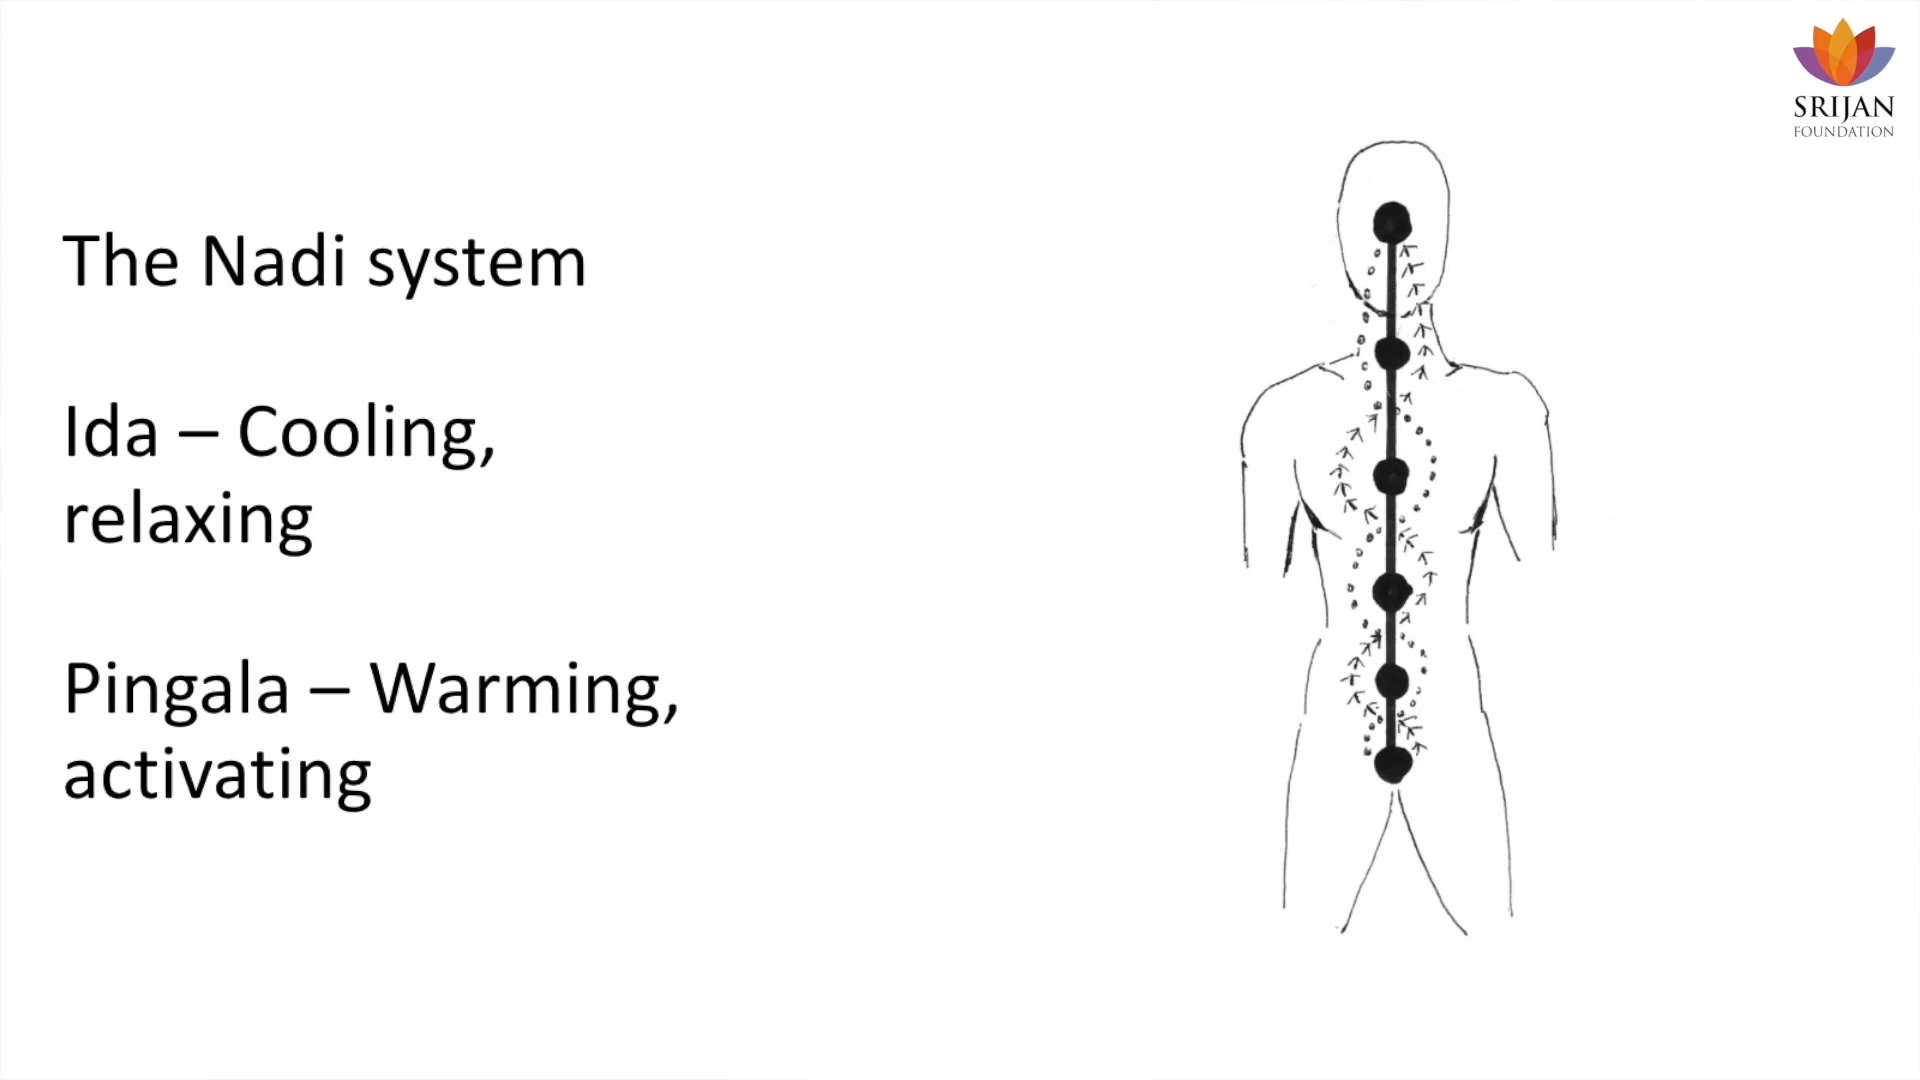 SRIJAN
FOUNDATION
The Nadi system
Ida – Cooling,
relaxing
Pingala – Warming,
activating